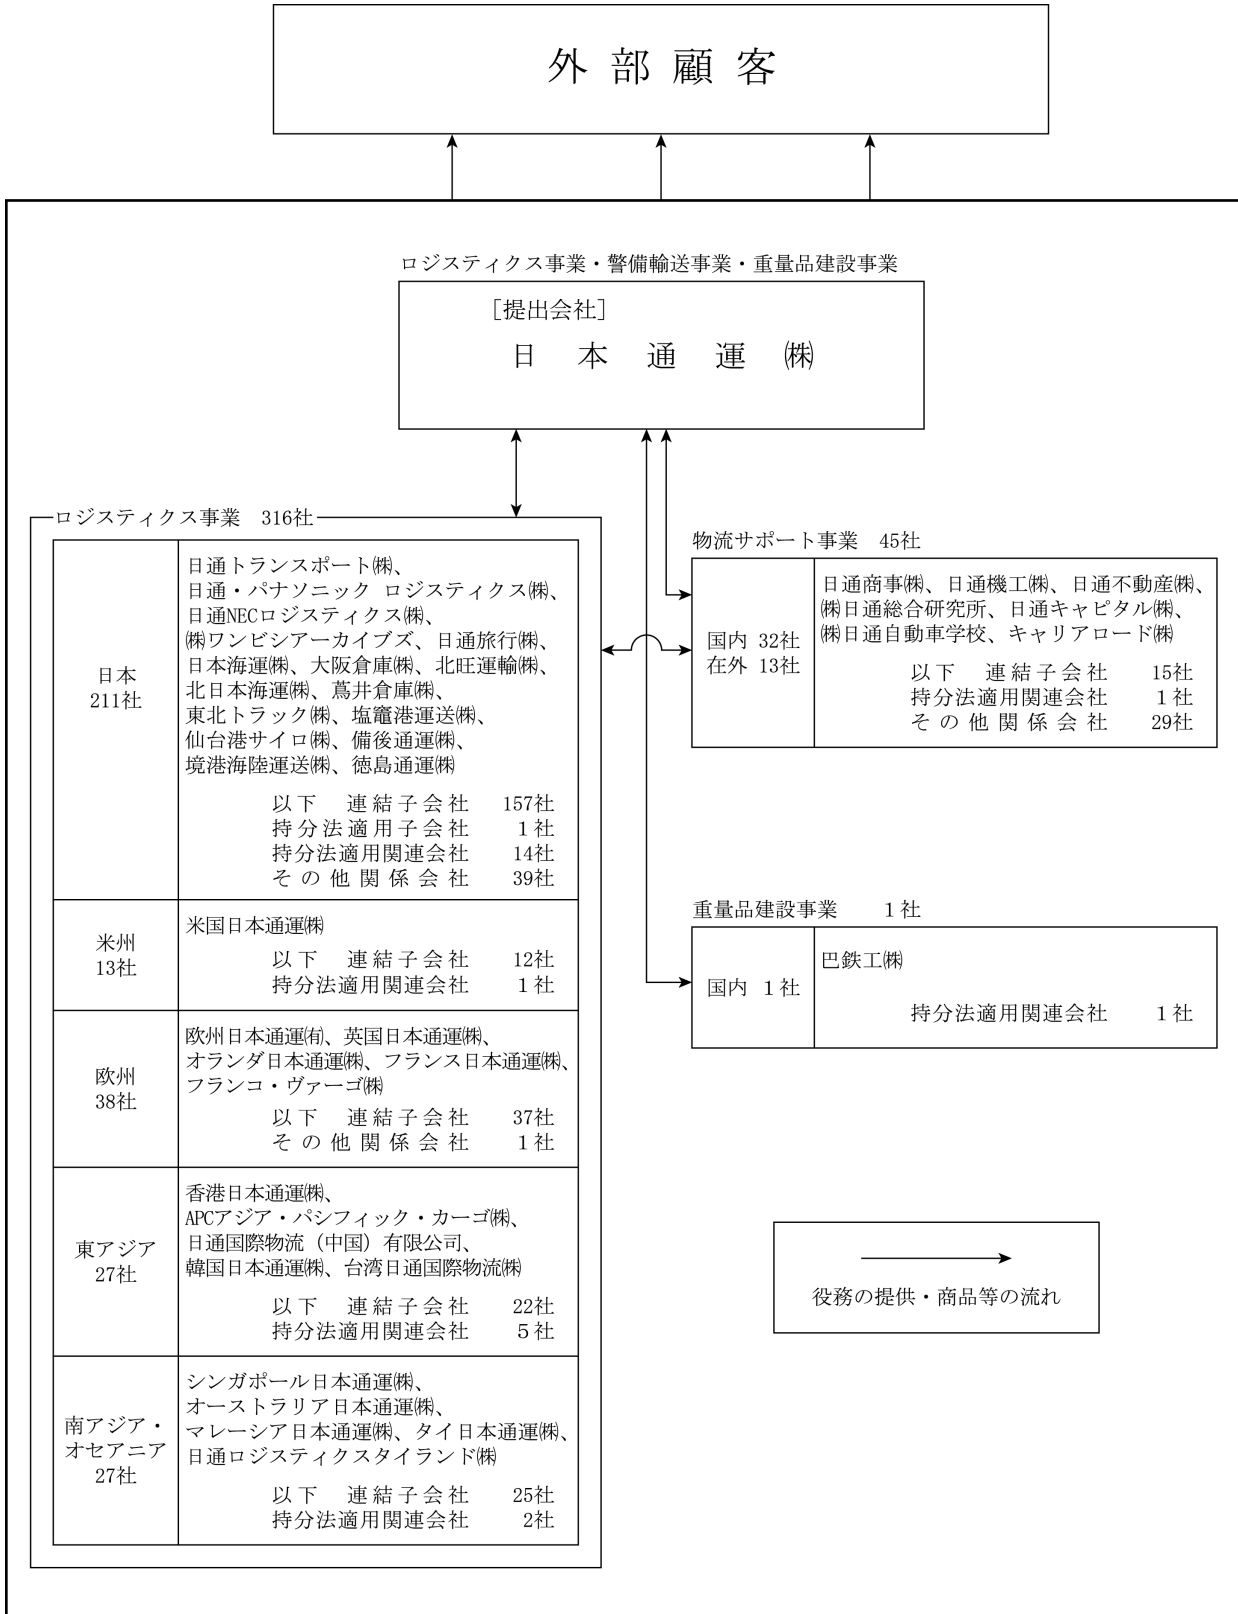 外部顧客
ロジスティクス事業・警備輸送事業・重量品建設事業
［提出会社］
日本通運㈱
ロジスティクス事業　316社
日本
211社
日通トランスポート㈱、
日通・パナソニック ロジスティクス㈱、
日通NECロジスティクス㈱、
㈱ワンビシアーカイブズ、日通旅行㈱、
日本海運㈱、大阪倉庫㈱、北旺運輸㈱、
北日本海運㈱、蔦井倉庫㈱、
東北トラック㈱、塩竈港運送㈱、
仙台港サイロ㈱、備後通運㈱、
境港海陸運送㈱、徳島通運㈱
以下　連結子会社　157社
持分法適用子会社　1社
持分法適用関連会社　14社
その他関係会社　39社
米州
13社
米国日本通運㈱
以下　連結子会社　12社
持分法適用関連会社　1社
欧州
38社
欧州日本通運㈲、英国日本通運㈱、
オランダ日本通運㈱、フランス日本通運㈱、
フランコ・ヴァーゴ㈱
以下　連結子会社　37社
その他関係会社　1社
東アジア
27社
香港日本通運㈱、
APCアジア・パシフィック・カーゴ㈱、
日通国際物流（中国）有限公司、
韓国日本通運㈱、台湾日通国際物流㈱
以下　連結子会社　22社
持分法適用関連会社　5社
南アジア・
オセアニア
27社
シンガポール日本通運㈱、
オーストラリア日本通運㈱、
マレーシア日本通運㈱、タイ日本通運㈱、
日通ロジスティクスタイランド㈱
以下　連結子会社　25社
持分法適用関連会社　2社
物流サポート事業　45社
国内 32社
在外 13社
日通商事㈱、日通機工㈱、日通不動産㈱、
㈱日通総合研究所、日通キャピタル㈱、
㈱日通自動車学校、キャリアロード㈱
以下　連結子会社　15社
持分法適用関連会社　1社
その他関係会社　29社
重量品建設事業　1社
国内 1社
巴鉄工㈱
持分法適用関連会社　1社
役務の提供・商品等の流れ